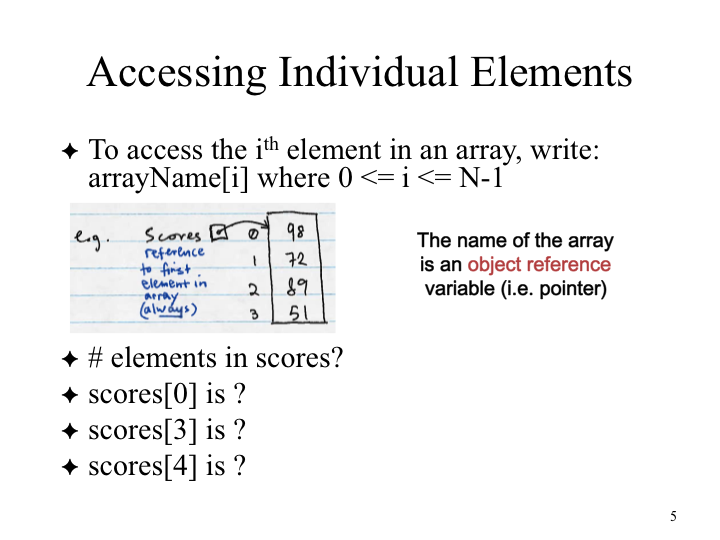 Accessing Individual Elements
✦ To access the iᵗʰ element in an array, write:
arrayName[i] where 0 <= i <= N-1
e.g. Scores 0 98
reference
to first 1 72
element in
array 2 89
(always) 3 51
The name of the array
is an object reference
variable (i.e. pointer)
✦ # elements in scores?
✦ scores[0] is ?
✦ scores[3] is ?
✦ scores[4] is ?
5